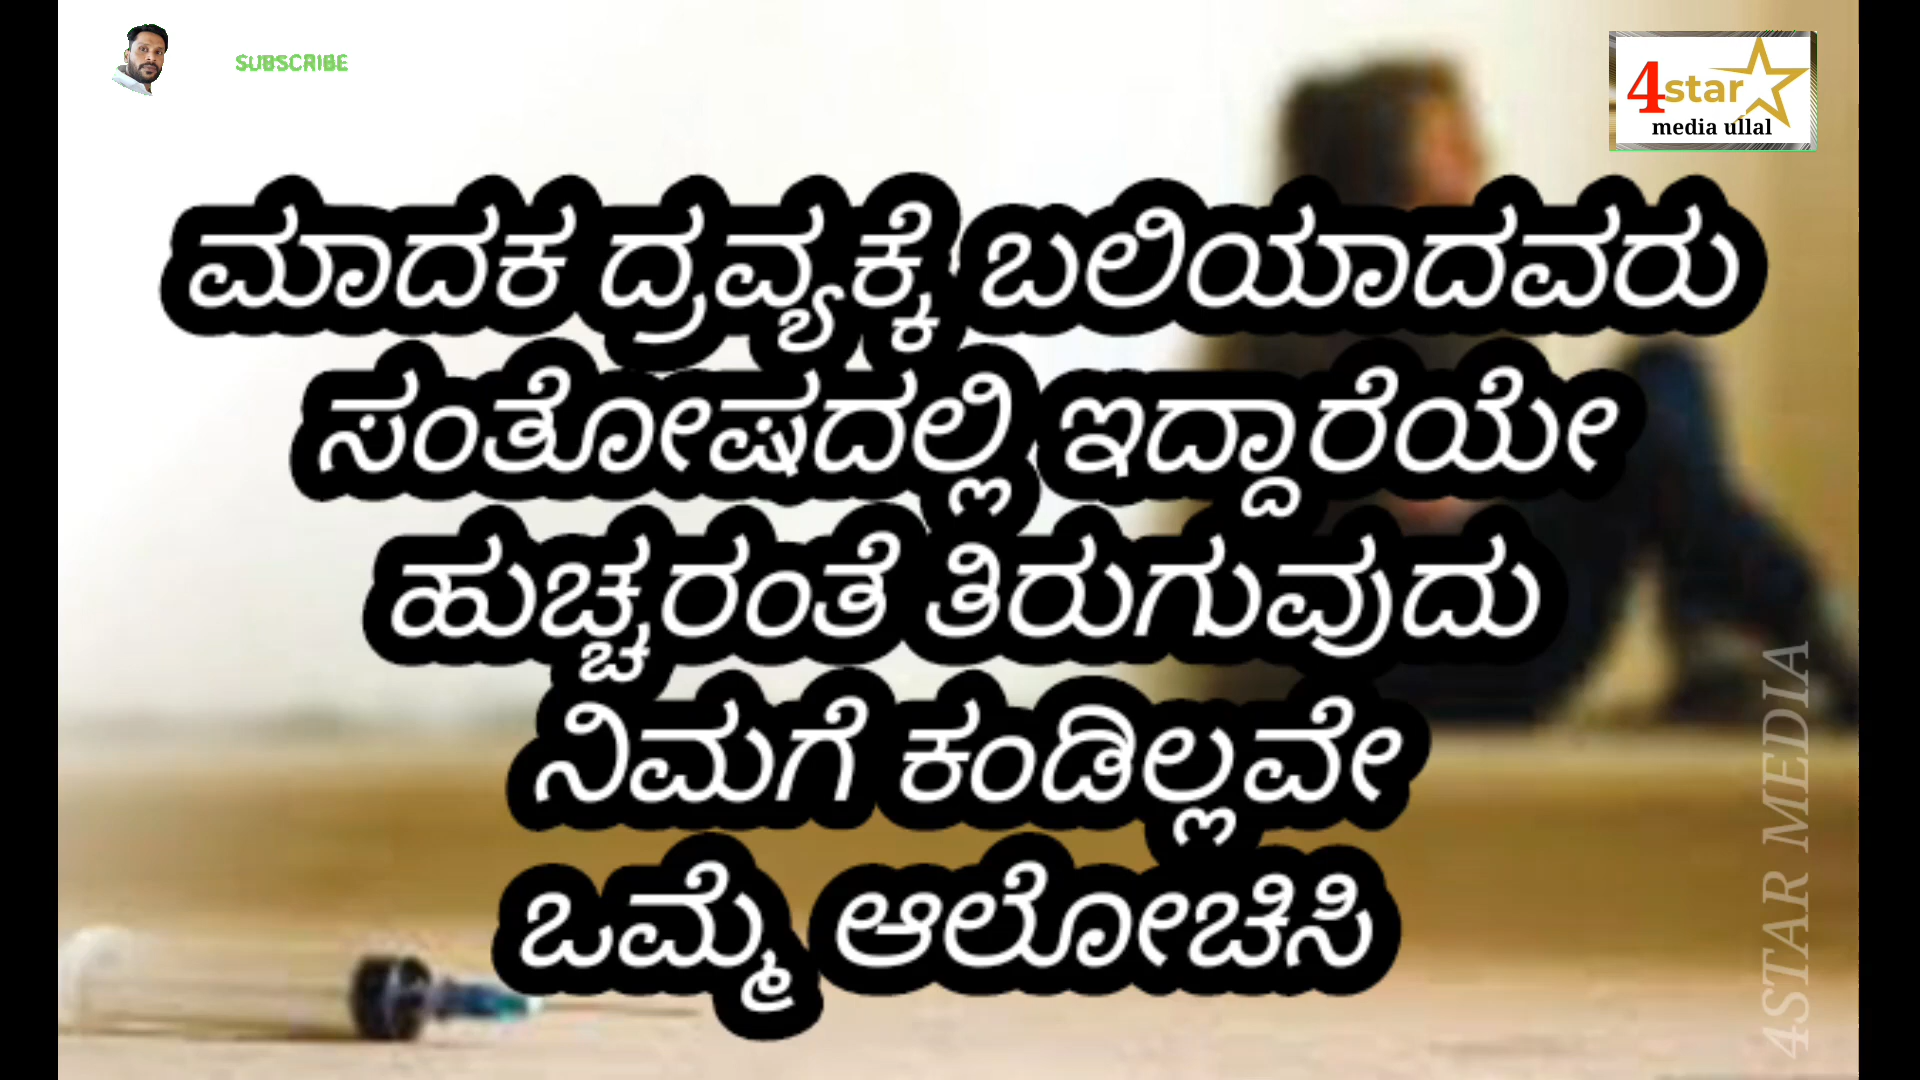 SUBSCRIBE
4star
media ullal
ಮಾದಕ ದ್ರವ್ಯಕ್ಕೆ ಬಲಿಯಾದವರು
ಸಂತೋಷದಲ್ಲಿ ಇದ್ದಾರೆಯೇ
ಹುಚ್ಚರಂತೆ ತಿರುಗುವುದು
ನಿಮಗೆ ಕಂಡಿಲ್ಲವೇ
ಒಮ್ಮೆ ಆಲೋಚಿಸಿ
4STAR MEDIA